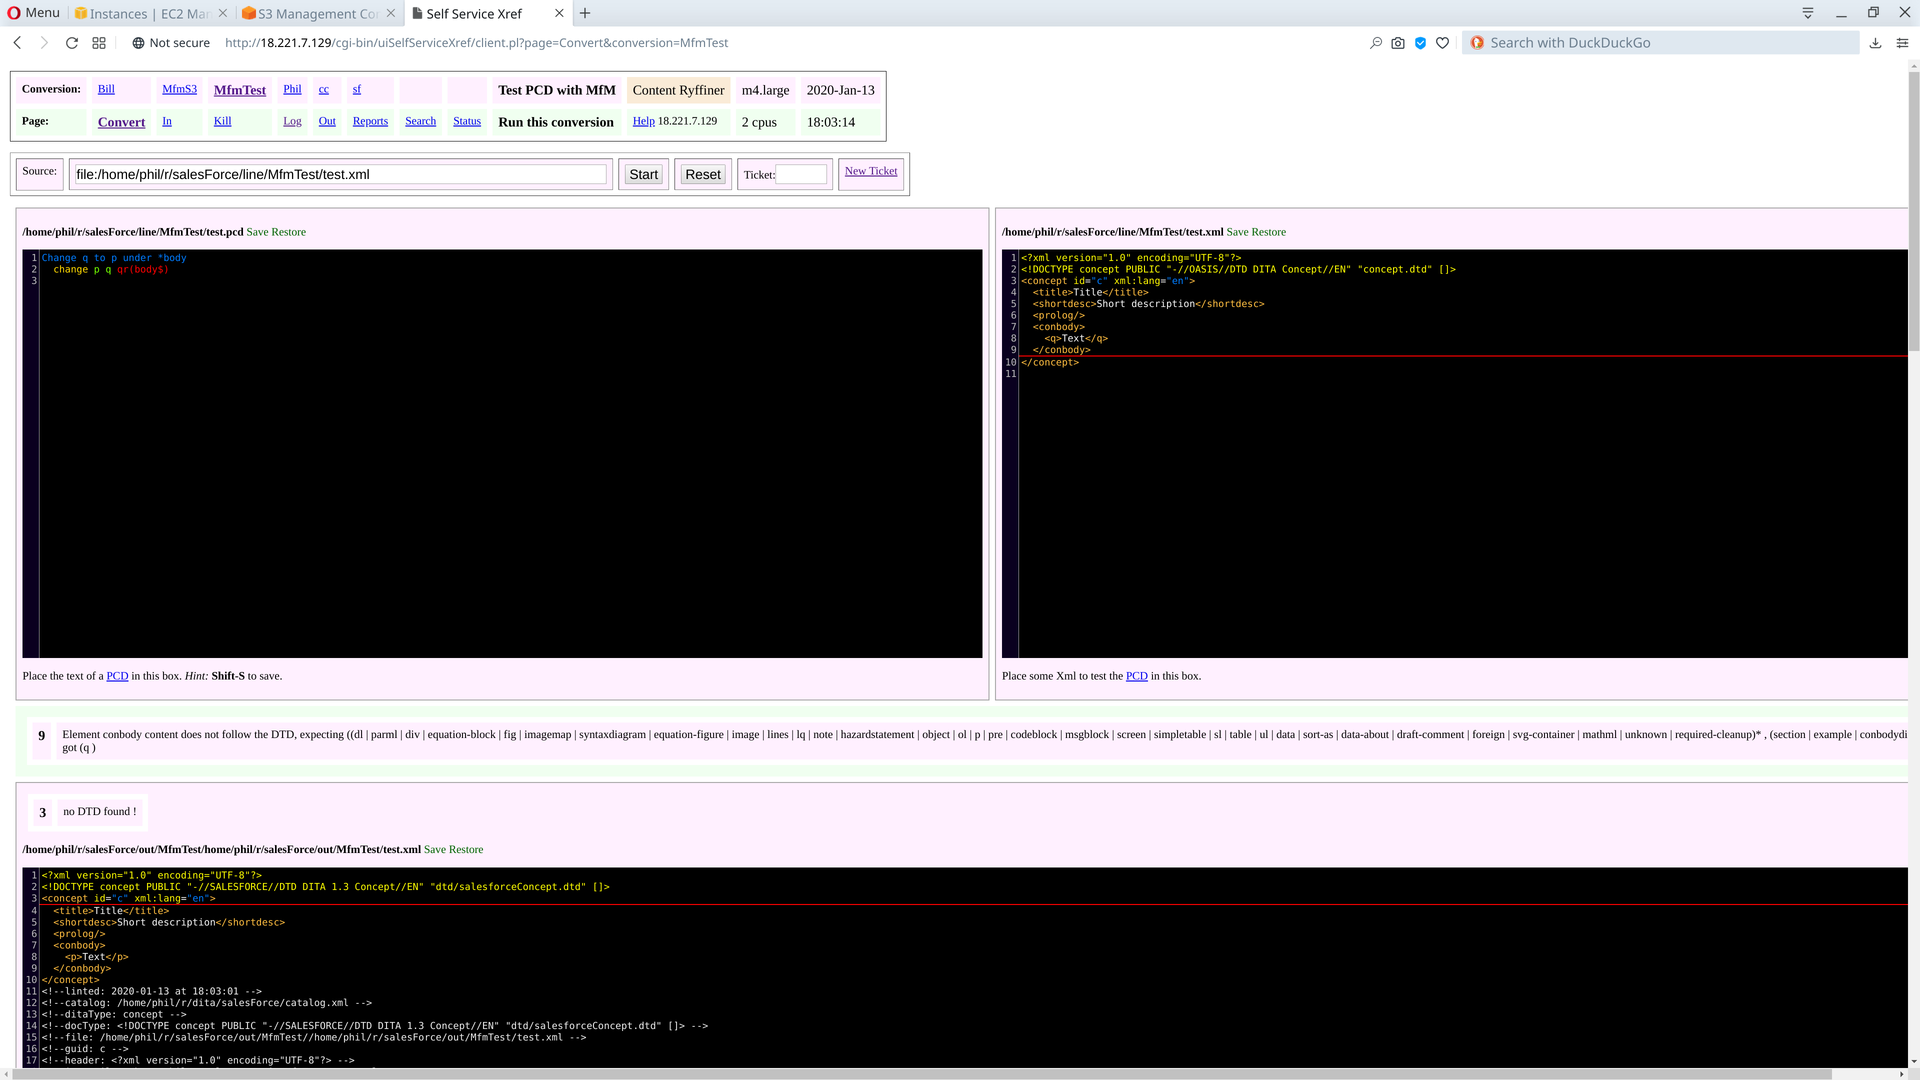 Menu
Instances | EC2 Man
S3 Management Co
Self Service Xref
Not secure
http://18.221.7.129/cgi-bin/uiSelfServiceXref/client.pl?page=Convert&conversion=MfmTest
Search with DuckDuckGo
Conversion: Bill MfmS3 MfmTest Phil cc sf Test PCD with MfM Content Ryffiner m4.large 2020-Jan-13
Page: Convert In Kill Log Out Reports Search Status Run this conversion Help 18.221.7.129 2 cpus 18:03:14
Source: file:/home/phil/r/salesForce/line/MfmTest/test.xml Start Reset Ticket: New Ticket
/home/phil/r/salesForce/line/MfmTest/test.pcd Save Restore
1 Change q to p under *body
2   change p q qr(body$)
3
Place the text of a PCD in this box. Hint: Shift-S to save.
/home/phil/r/salesForce/line/MfmTest/test.xml Save Restore
1 <?xml version="1.0" encoding="UTF-8"?>
2 <!DOCTYPE concept PUBLIC "-//OASIS//DTD DITA Concept//EN" "concept.dtd" []>
3 <concept id="c" xml:lang="en">
4   <title>Title</title>
5   <shortdesc>Short description</shortdesc>
6   <prolog/>
7   <conbody>
8     <q>Text</q>
9   </conbody>
10 </concept>
11
Place some Xml to test the PCD in this box.
9 Element conbody content does not follow the DTD, expecting ((dl | parml | div | equation-block | fig | imagemap | syntaxdiagram | equation-figure | image | lines | lq | note | hazardstatement | object | ol | p | pre | codeblock | msgblock | screen | simpletable | sl | table | ul | data | sort-as | data-about | draft-comment | foreign | svg-container | mathml | unknown | required-cleanup)* , (section | example | conbodydi
got (q )
3 no DTD found !
/home/phil/r/salesForce/out/MfmTest/home/phil/r/salesForce/out/MfmTest/test.xml Save Restore
1 <?xml version="1.0" encoding="UTF-8"?>
2 <!DOCTYPE concept PUBLIC "-//SALESFORCE//DTD DITA 1.3 Concept//EN" "dtd/salesforceConcept.dtd" []>
3 <concept id="c" xml:lang="en">
4   <title>Title</title>
5   <shortdesc>Short description</shortdesc>
6   <prolog/>
7   <conbody>
8     <p>Text</p>
9   </conbody>
10 </concept>
11 <!--linted: 2020-01-13 at 18:03:01 -->
12 <!--catalog: /home/phil/r/dita/salesForce/catalog.xml -->
13 <!--ditaType: concept -->
14 <!--docType: <!DOCTYPE concept PUBLIC "-//SALESFORCE//DTD DITA 1.3 Concept//EN" "dtd/salesforceConcept.dtd" []> -->
15 <!--file: /home/phil/r/salesForce/out/MfmTest//home/phil/r/salesForce/out/MfmTest/test.xml -->
16 <!--guid: c -->
17 <!--header: <?xml version="1.0" encoding="UTF-8"?> -->